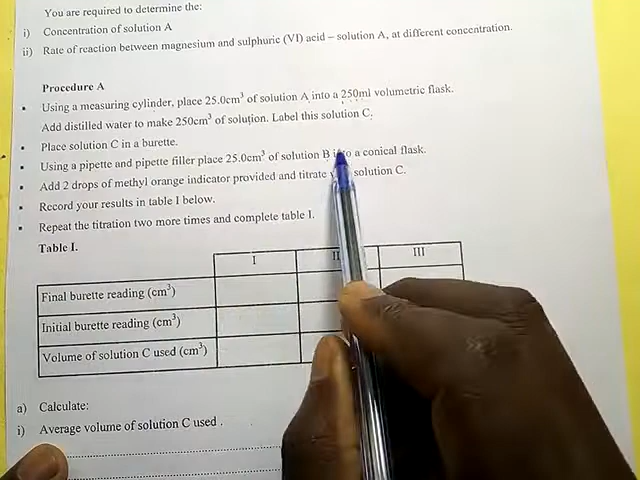 You are required to determine the:
i) Concentration of solution A
ii) Rate of reaction between magnesium and sulphuric (VI) acid – solution A, at different concentration.
Procedure A
• Using a measuring cylinder, place 25.0cm³ of solution A into a 250ml volumetric flask.
Add distilled water to make 250cm³ of solution. Label this solution C.
• Place solution C in a burette.
• Using a pipette and pipette filler place 25.0cm³ of solution B into a conical flask.
• Add 2 drops of methyl orange indicator provided and titrate solution C.
• Record your results in table I below.
• Repeat the titration two more times and complete table I.
Table I.
I III
Final burette reading (cm³)
Initial burette reading (cm³)
Volume of solution C used (cm³)
a) Calculate:
i) Average volume of solution C used .